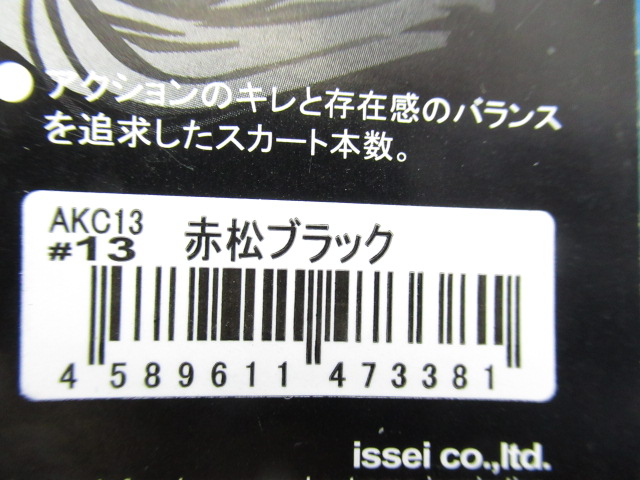 ●アクションのキレと存在感のバランス
を追求したスカート本数。
AKC13
#13 赤松ブラック
4 589611 473381
issei co.,ltd.